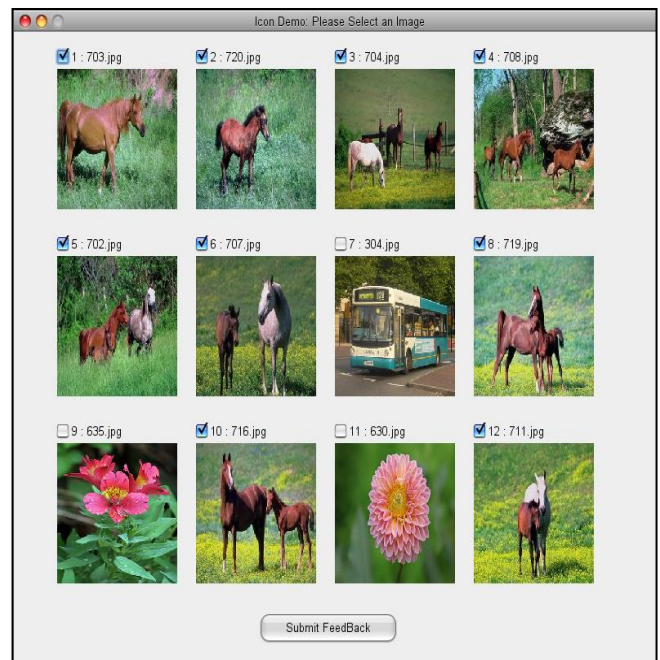 Icon Demo: Please Select an Image
1 : 703.jpg
2 : 720.jpg
3 : 704.jpg
4 : 708.jpg
5 : 702.jpg
6 : 707.jpg
7 : 304.jpg
8 : 719.jpg
9 : 635.jpg
10 : 716.jpg
11 : 630.jpg
12 : 711.jpg
Submit FeedBack